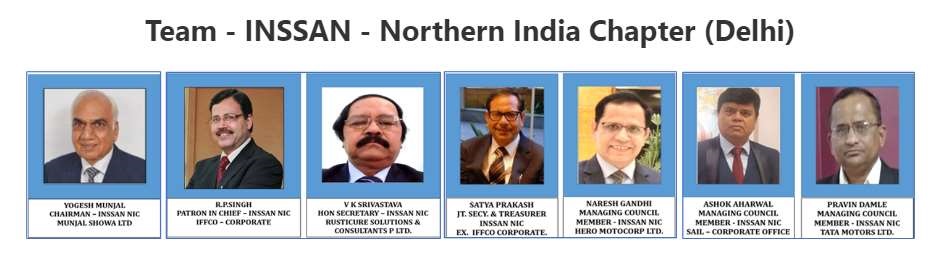 Team - INSSAN - Northern India Chapter (Delhi)
YOGESH MUNJAL
CHAIRMAN – INSSAN NIC
MUNJAL SHOWA LTD
R.P.SINGH
PATRON IN CHIEF – INSSAN NIC
IFFCO – CORPORATE
V K SRIVASTAVA
HON SECRETARY – INSSAN NIC
RUSTICURE SOLUTIONS &
CONSULTANTS P LTD.
SATYA PRAKASH
JT. SECY. & TREASURER
INSSAN NIC
EX. IFFCO CORPORATE.
NARESH GANDHI
MANAGING COUNCIL
MEMBER - INSSAN NIC
HERO MOTOCORP LTD.
ASHOK AHARWAL
MANAGING COUNCIL
MEMBER - INSSAN NIC
SAIL – CORPORATE OFFICE
PRAVIN DAMLE
MANAGING COUNCIL
MEMBER - INSSAN NIC
TATA MOTORS LTD.